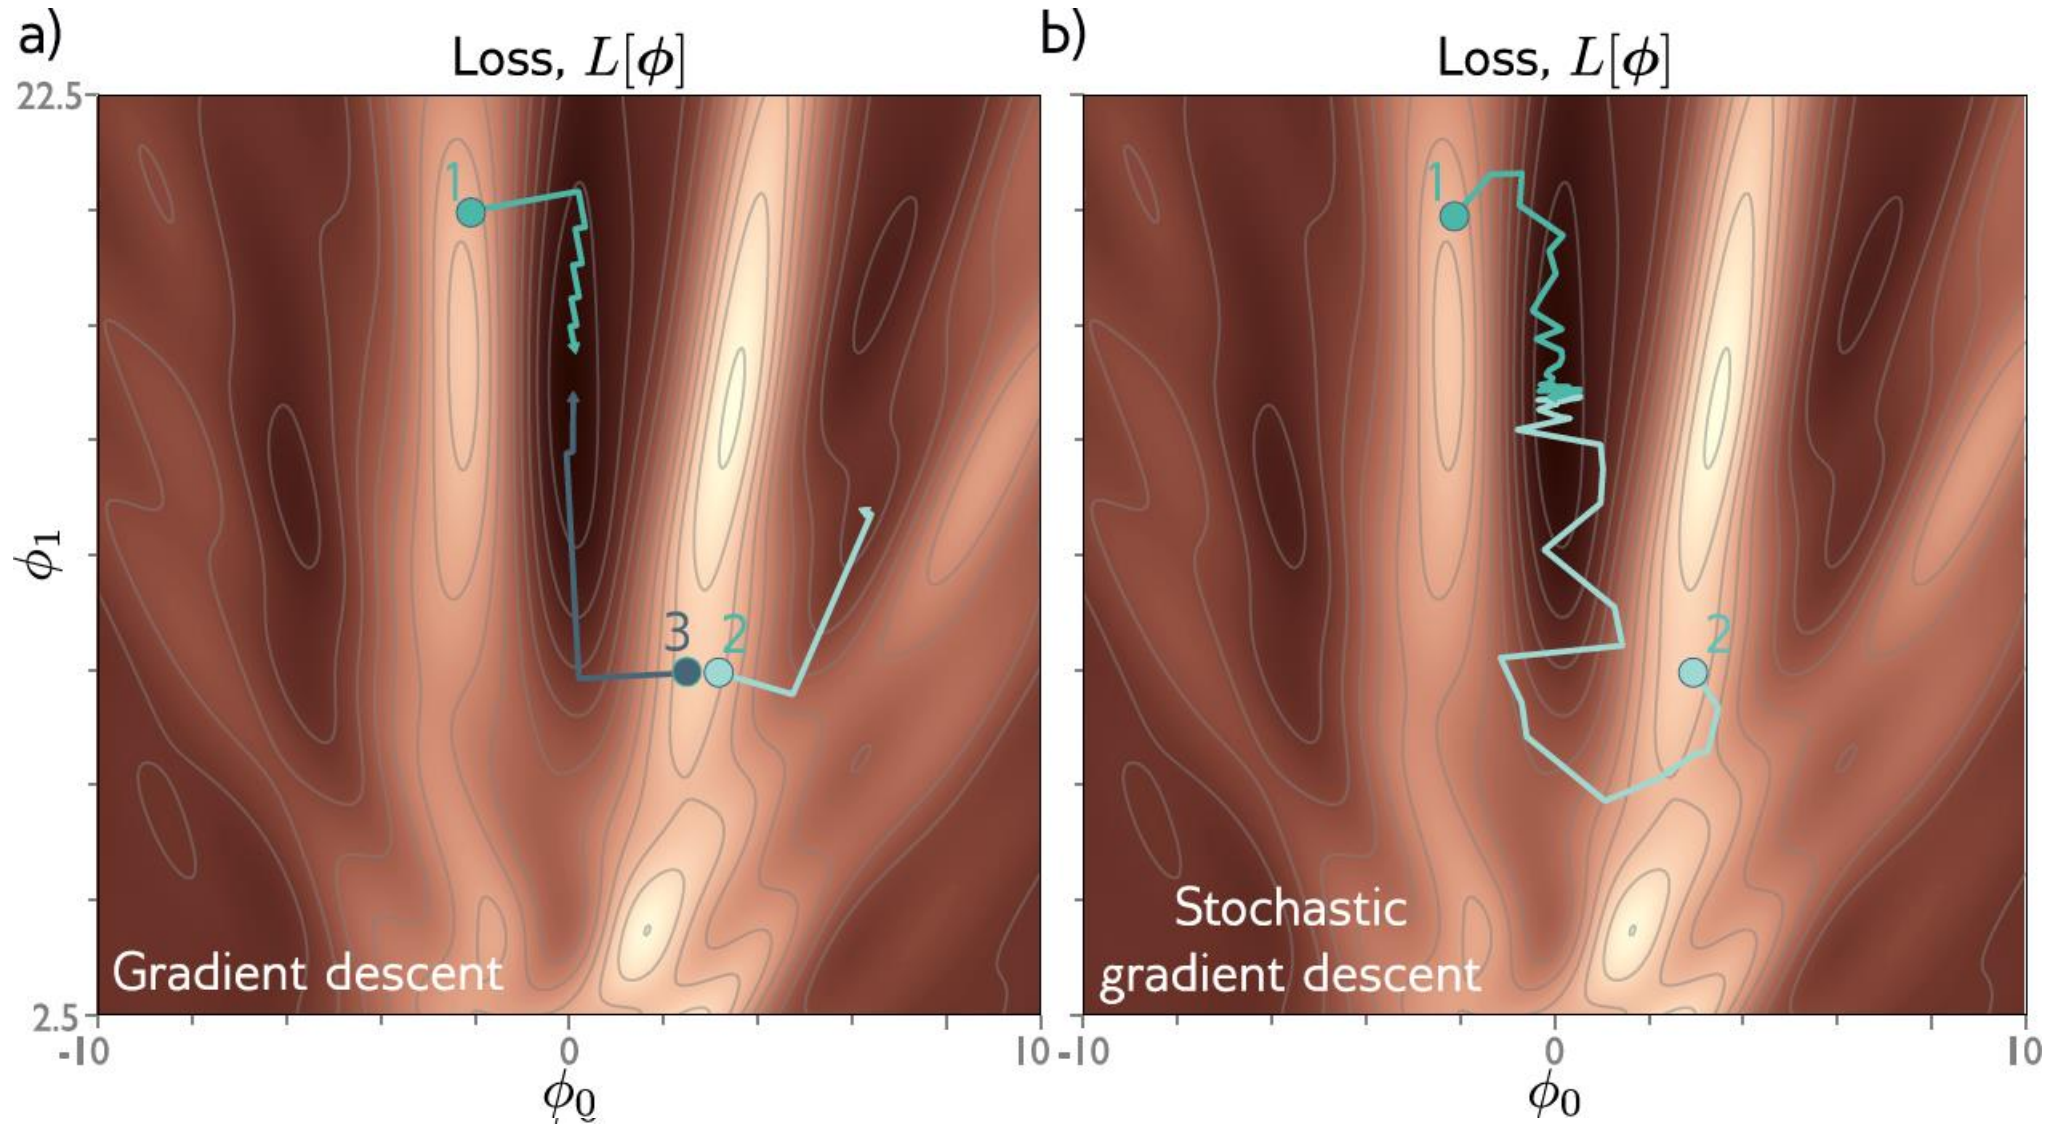 a)
Loss, L[ϕ]
22.5
1
3 2
ϕ₁
Gradient descent
2.5
-10 0 10
ϕ₀
b)
Loss, L[ϕ]
1
2
Stochastic
gradient descent
-10 0 10
ϕ₀